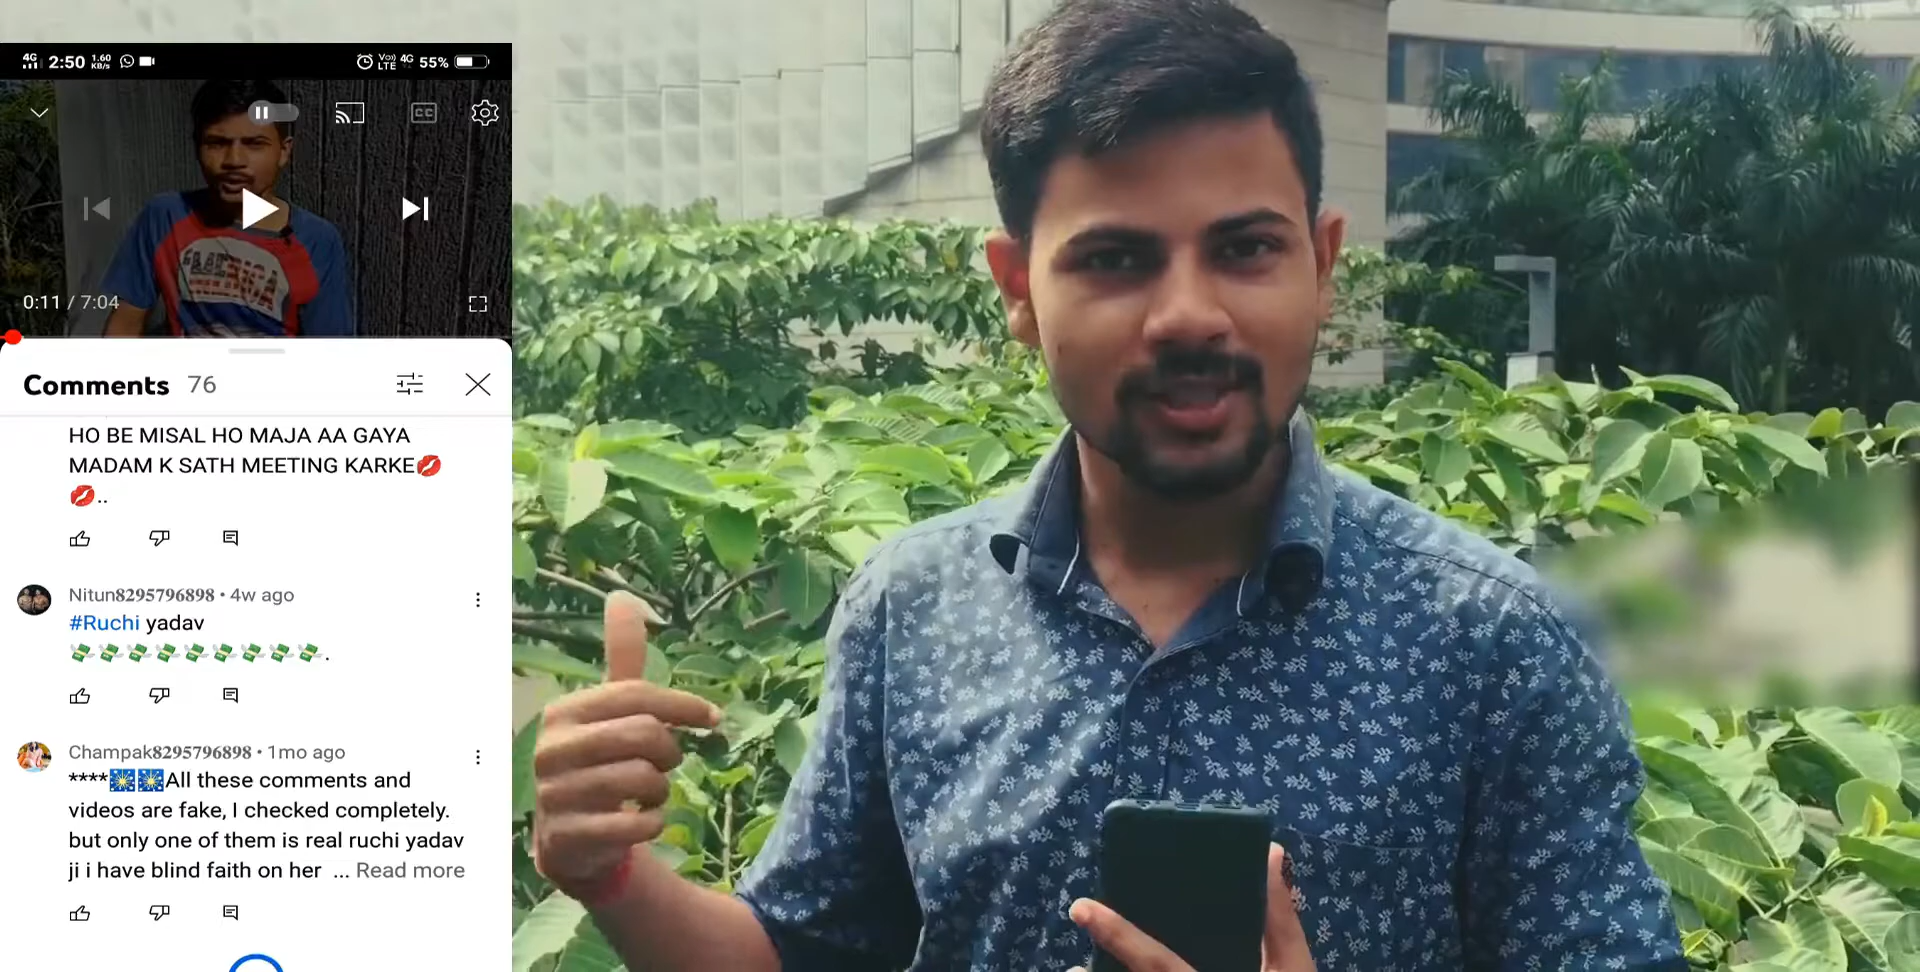 4G 2:50 1.60 KB/s Vo) LTE 4G 55%
CC
AMERICA
0:11 / 7:04
Comments 76
HO BE MISAL HO MAJA AA GAYA
MADAM K SATH MEETING KARKE💋
💋..
Nitun8295796898 • 4w ago
#Ruchi yadav
💸💸💸💸💸💸💸💸💸.
Champak8295796898 • 1mo ago
****🎇🎇All these comments and
videos are fake, I checked completely.
but only one of them is real ruchi yadav
ji i have blind faith on her ... Read more